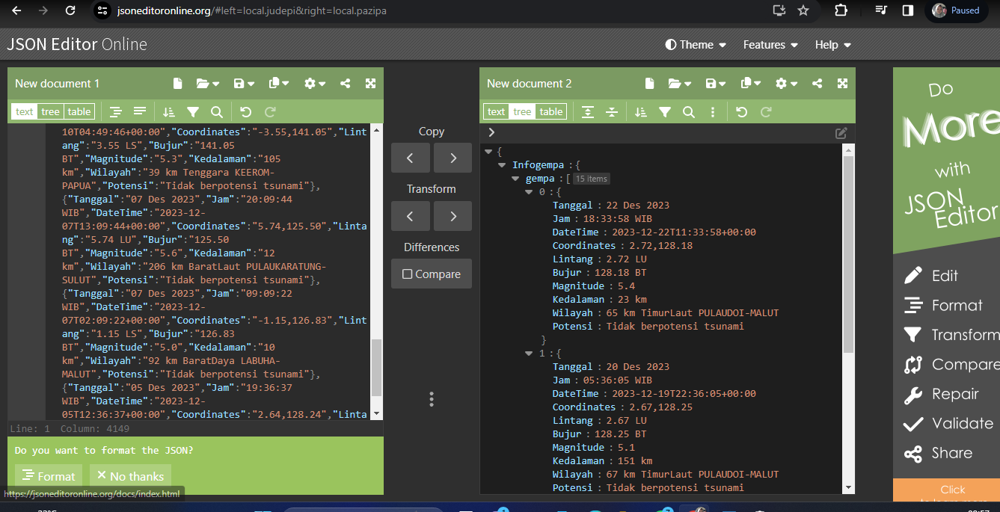 jsoneditoronline.org/#left=local.judepi&right=local.pazipa
Paused
JSON Editor Online
Theme
Features
Help
New document 1
text tree table
10T04:49:46+00:00","Coordinates":"-3.55,141.05","Lint
ang":"3.55 LS","Bujur":"141.05
BT","Magnitude":"5.3","Kedalaman":"105
km","Wilayah":"39 km Tenggara KEEROM-
PAPUA","Potensi":"Tidak berpotensi tsunami"},
{"Tanggal":"07 Des 2023","Jam":"20:09:44
WIB","DateTime":"2023-12-
07T13:09:44+00:00","Coordinates":"5.74,125.50","Linta
ng":"5.74 LU","Bujur":"125.50
BT","Magnitude":"5.6","Kedalaman":"12
km","Wilayah":"206 km BaratLaut PULAUKARATUNG-
SULUT","Potensi":"Tidak berpotensi tsunami"},
{"Tanggal":"07 Des 2023","Jam":"09:09:22
WIB","DateTime":"2023-12-
07T02:09:22+00:00","Coordinates":"-1.15,126.83","Lint
ang":"1.15 LS","Bujur":"126.83
BT","Magnitude":"5.0","Kedalaman":"10
km","Wilayah":"92 km BaratDaya LABUHA-
MALUT","Potensi":"Tidak berpotensi tsunami"},
{"Tanggal":"05 Des 2023","Jam":"19:36:37
WIB","DateTime":"2023-12-
05T12:36:37+00:00","Coordinates":"2.64,128.24","Linta
Line: 1 Column: 4149
Do you want to format the JSON?
Format
No thanks
https://jsoneditoronline.org/docs/index.html
Copy
Transform
Differences
Compare
New document 2
text tree table
{
Infogempa : {
gempa : [ 15 items
0 : {
Tanggal : 22 Des 2023
Jam : 18:33:58 WIB
DateTime : 2023-12-22T11:33:58+00:00
Coordinates : 2.72,128.18
Lintang : 2.72 LU
Bujur : 128.18 BT
Magnitude : 5.4
Kedalaman : 23 km
Wilayah : 65 km TimurLaut PULAUDOI-MALUT
Potensi : Tidak berpotensi tsunami
}
1 : {
Tanggal : 20 Des 2023
Jam : 05:36:05 WIB
DateTime : 2023-12-19T22:36:05+00:00
Coordinates : 2.67,128.25
Lintang : 2.67 LU
Bujur : 128.25 BT
Magnitude : 5.1
Kedalaman : 151 km
Wilayah : 67 km TimurLaut PULAUDOI-MALUT
Potensi : Tidak berpotensi tsunami
Do
More
with
JSON
Editor
Edit
Format
Transform
Compare
Repair
Validate
Share
Click